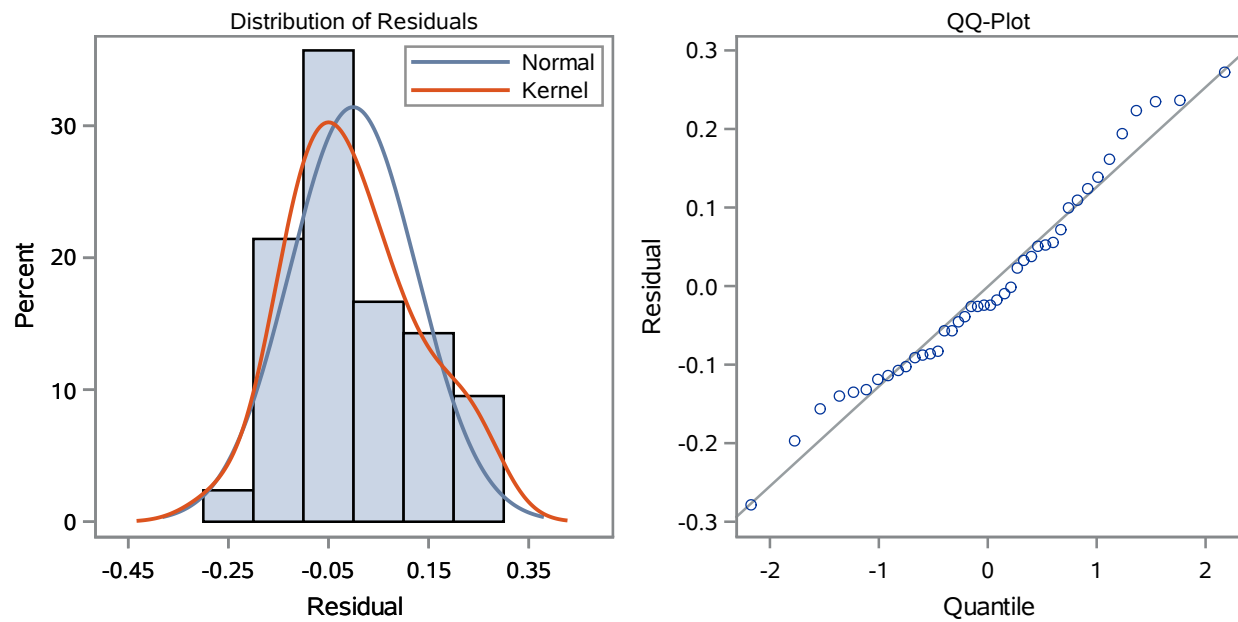 Distribution of Residuals
Normal
Kernel
Percent
30
20
10
0
-0.45 -0.25 -0.05 0.15 0.35
Residual
QQ-Plot
Residual
0.3
0.2
0.1
0.0
-0.1
-0.2
-0.3
-2 -1 0 1 2
Quantile